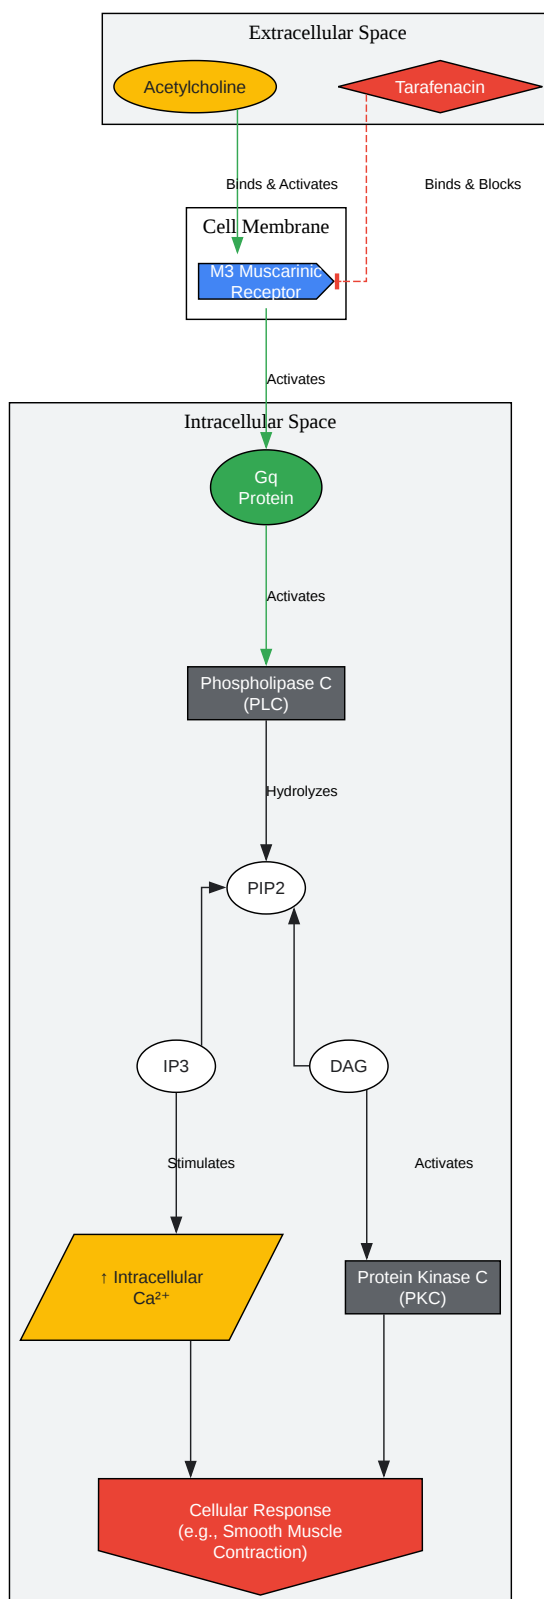 Extracellular Space
Acetylcholine
Tarafenacin
Binds & Activates
Binds & Blocks
Cell Membrane
M3 Muscarinic
Receptor
Activates
Intracellular Space
Gq
Protein
Activates
Phospholipase C
(PLC)
Hydrolyzes
PIP2
IP3
DAG
Stimulates
Activates
↑ Intracellular
Ca²⁺
Protein Kinase C
(PKC)
Cellular Response
(e.g., Smooth Muscle
Contraction)